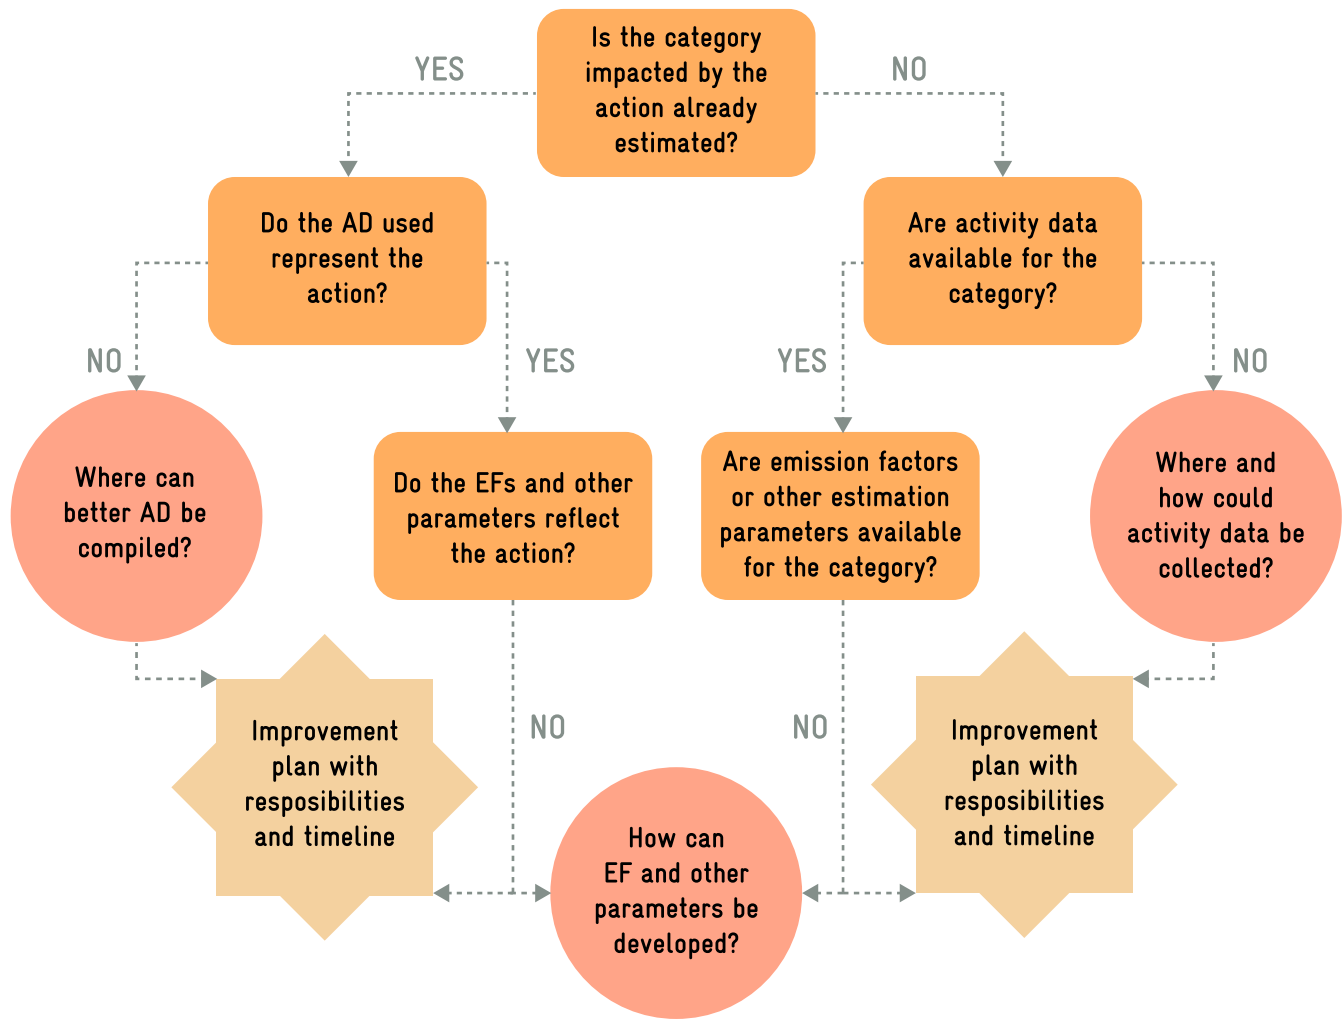 Is the category
impacted by the
action already
estimated?
YES
NO
Do the AD used
represent the
action?
Are activity data
available for the
category?
NO
YES
YES
NO
Where can
better AD be
compiled?
Do the EFs and other
parameters reflect
the action?
Are emission factors
or other estimation
parameters available
for the category?
Where and
how could
activity data be
collected?
Improvement
plan with
resposibilities
and timeline
NO
NO
Improvement
plan with
resposibilities
and timeline
How can
EF and other
parameters be
developed?